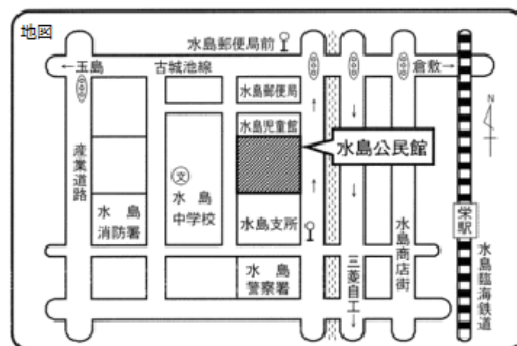 地図
水島郵便局前
←玉島
古城池線
倉敷→
水島郵便局
水島児童館
水島公民館
N
産業道路
文
水島
中学校
水島
消防署
水島支所
水島
警察署
三菱自工
水島商店街
栄駅
水島臨海鉄道